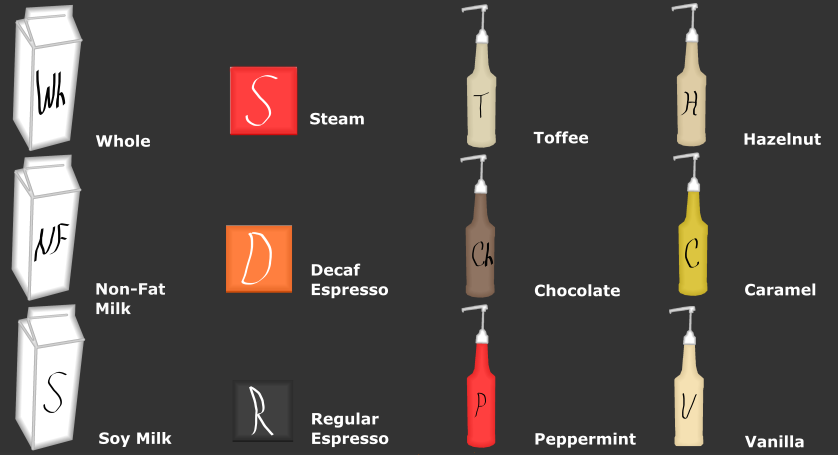 Wh
Whole
S
Steam
T
Toffee
H
Hazelnut
NF
Non-Fat
Milk
D
Decaf
Espresso
Ch
Chocolate
C
Caramel
S
Soy Milk
R
Regular
Espresso
P
Peppermint
V
Vanilla